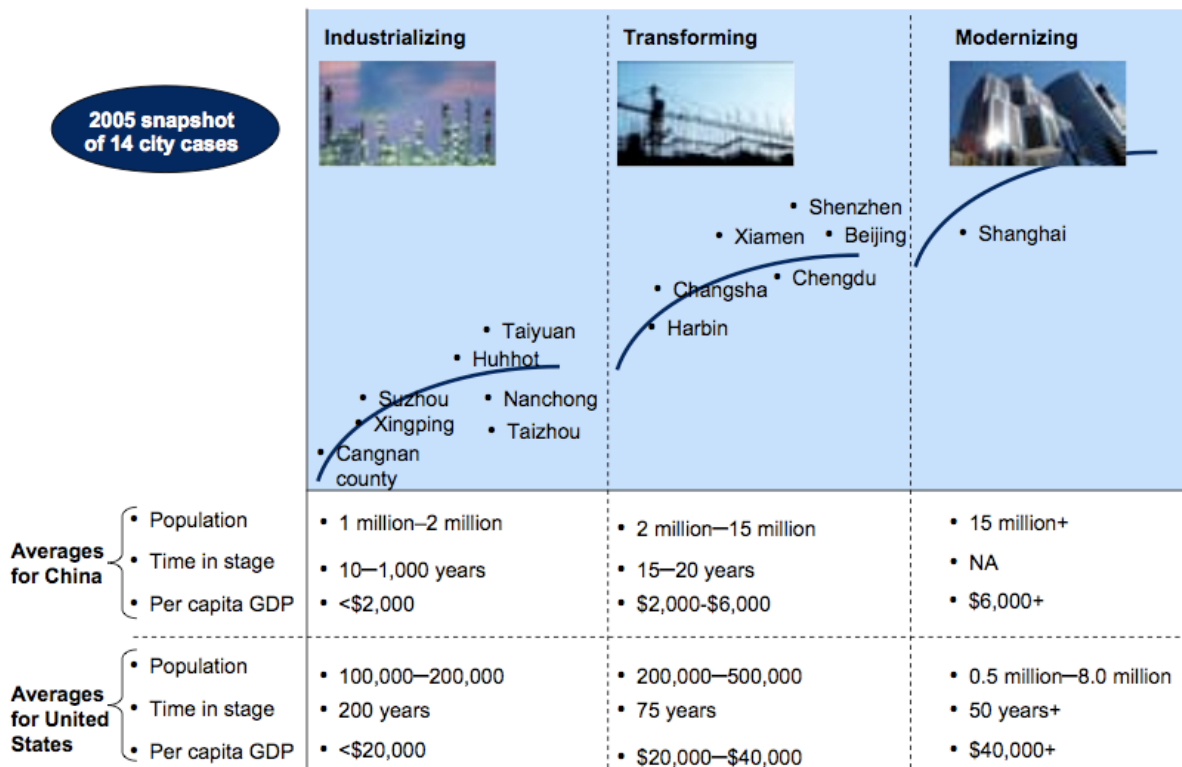 Industrializing
Transforming
Modernizing
2005 snapshot
of 14 city cases
• Shenzhen
• Xiamen
• Beijing
• Shanghai
• Changsha
• Chengdu
• Harbin
• Taiyuan
• Huhhot
• Suzhou
• Nanchong
• Xingping
• Taizhou
• Cangnan
county
Averages
for China
• Population
• 1 million–2 million
• 2 million—15 million
• 15 million+
• Time in stage
• 10—1,000 years
• 15—20 years
• NA
• Per capita GDP
• <$2,000
• $2,000-$6,000
• $6,000+
Averages
for United
States
• Population
• 100,000—200,000
• 200,000—500,000
• 0.5 million—8.0 million
• Time in stage
• 200 years
• 75 years
• 50 years+
• Per capita GDP
• <$20,000
• $20,000—$40,000
• $40,000+